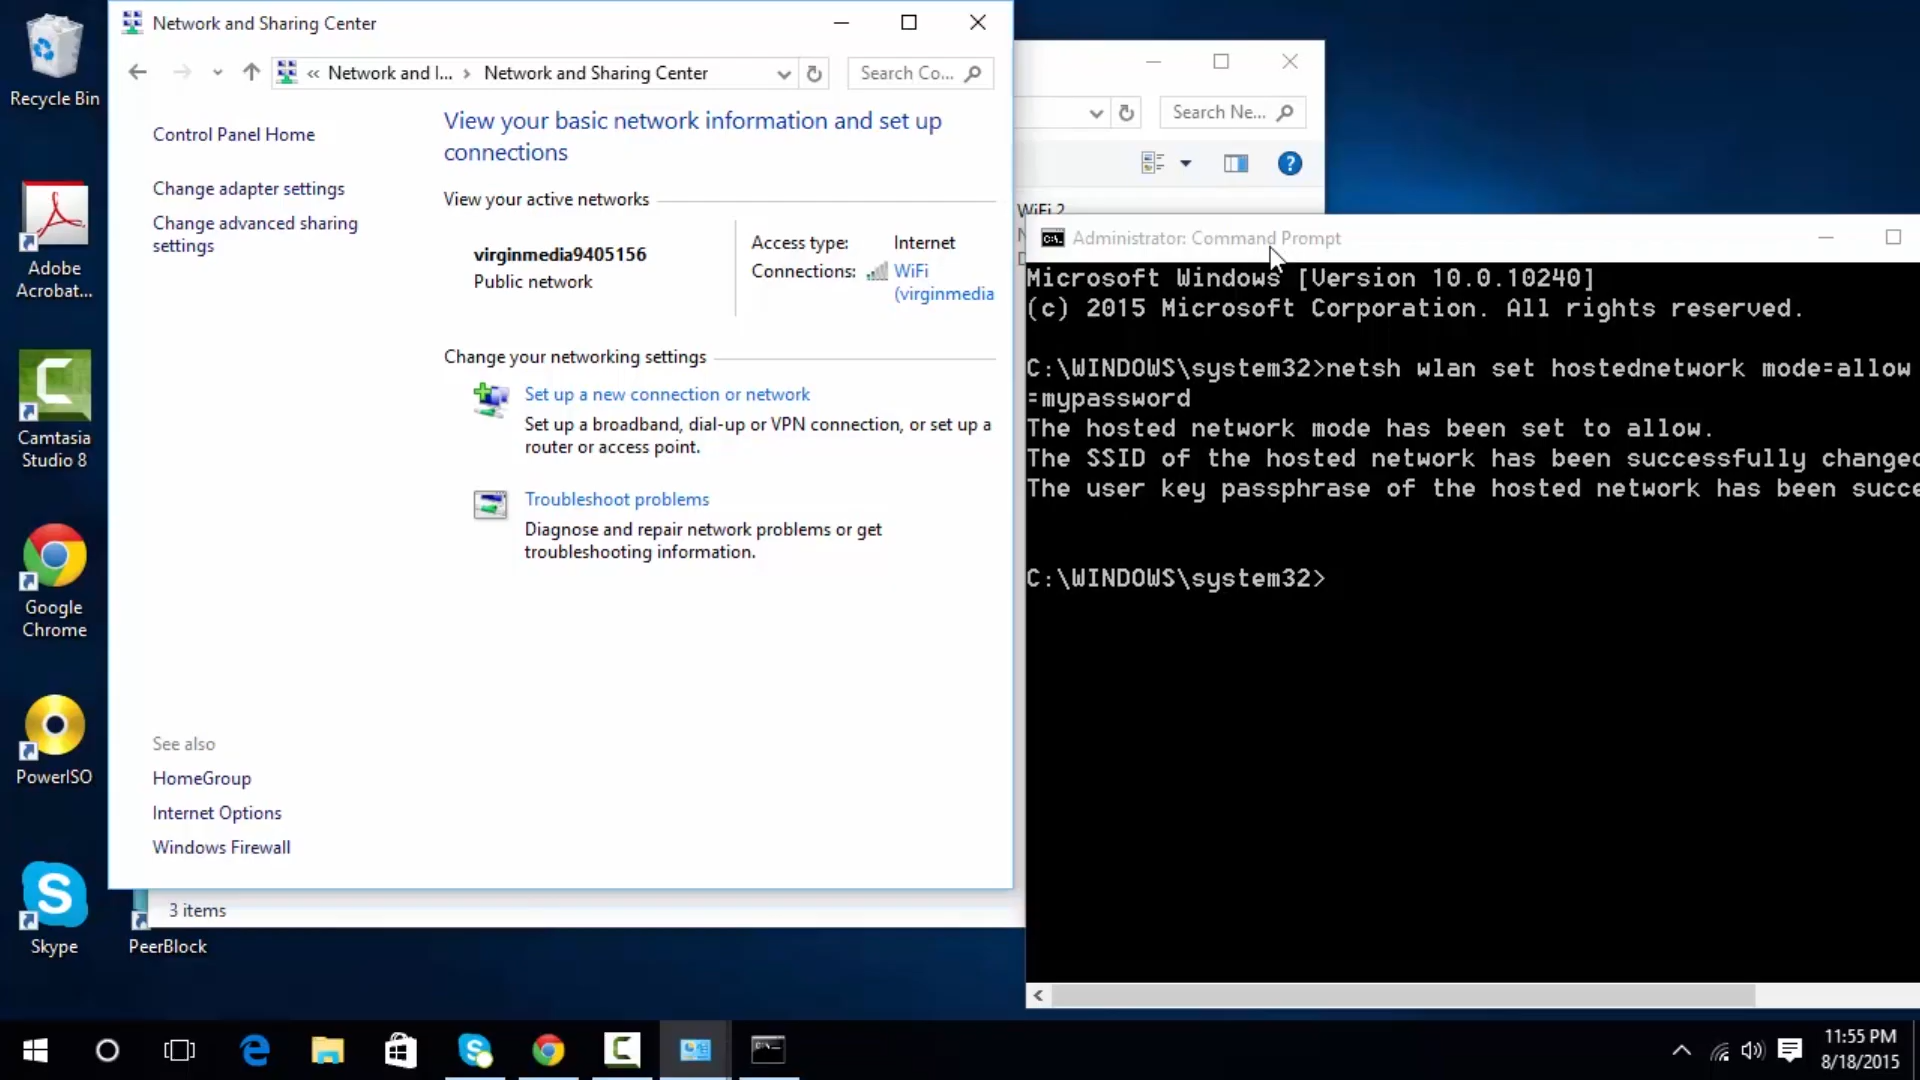 Recycle Bin
Adobe
Acrobat...
Camtasia
Studio 8
Google
Chrome
PowerISO
Skype
PeerBlock
Network and Sharing Center
« Network and I... › Network and Sharing Center
Search Co...
Control Panel Home
Change adapter settings
Change advanced sharing
settings
View your basic network information and set up
connections
View your active networks
virginmedia9405156
Public network
Access type: Internet
Connections: WiFi
(virginmedia
Change your networking settings
Set up a new connection or network
Set up a broadband, dial-up or VPN connection, or set up a
router or access point.
Troubleshoot problems
Diagnose and repair network problems or get
troubleshooting information.
See also
HomeGroup
Internet Options
Windows Firewall
3 items
Search Ne...
WiFi 2
Administrator: Command Prompt
Microsoft Windows [Version 10.0.10240]
(c) 2015 Microsoft Corporation. All rights reserved.
C:\WINDOWS\system32>netsh wlan set hostednetwork mode=allow
=mypassword
The hosted network mode has been set to allow.
The SSID of the hosted network has been successfully changed
The user key passphrase of the hosted network has been succe
C:\WINDOWS\system32>
11:55 PM
8/18/2015